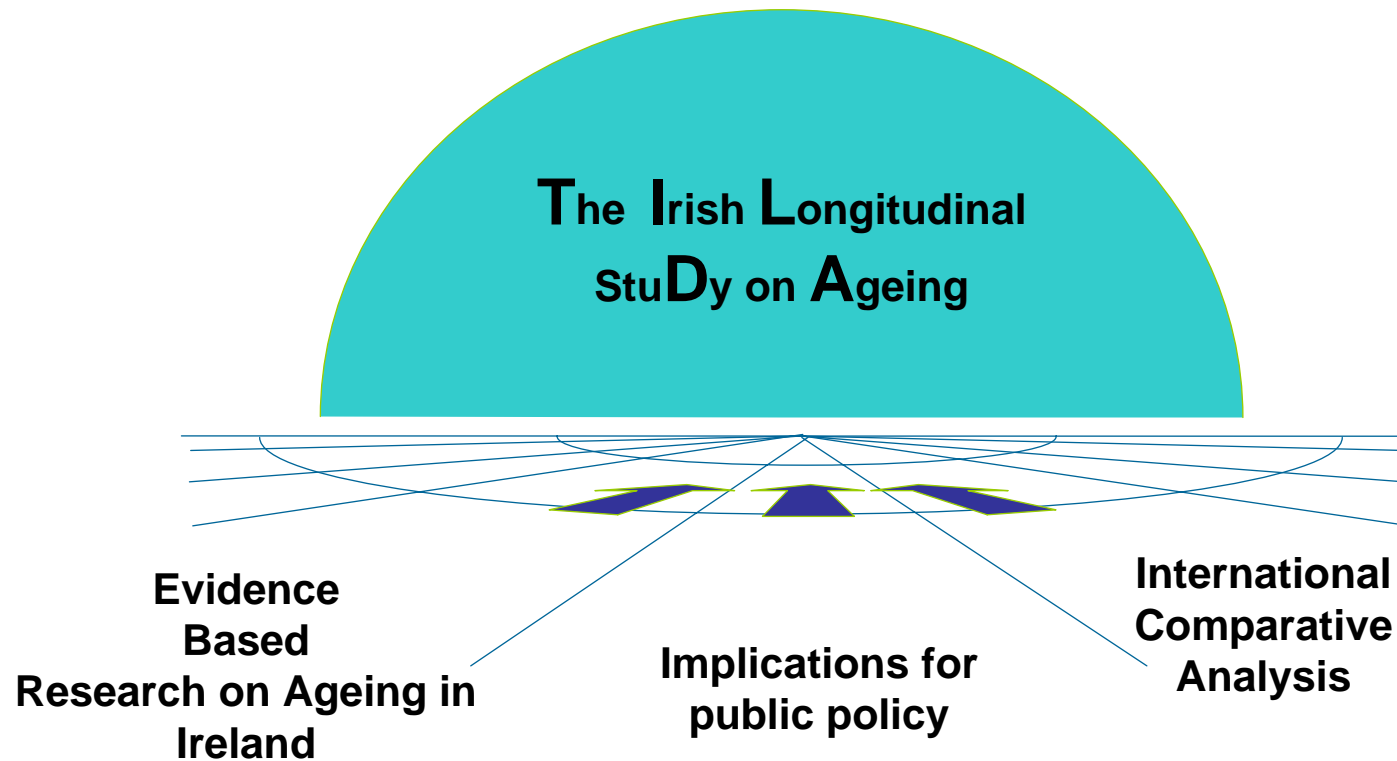 The Irish Longitudinal
StuDy on Ageing
Evidence
Based
Research on Ageing in
Ireland
Implications for
public policy
International
Comparative
Analysis